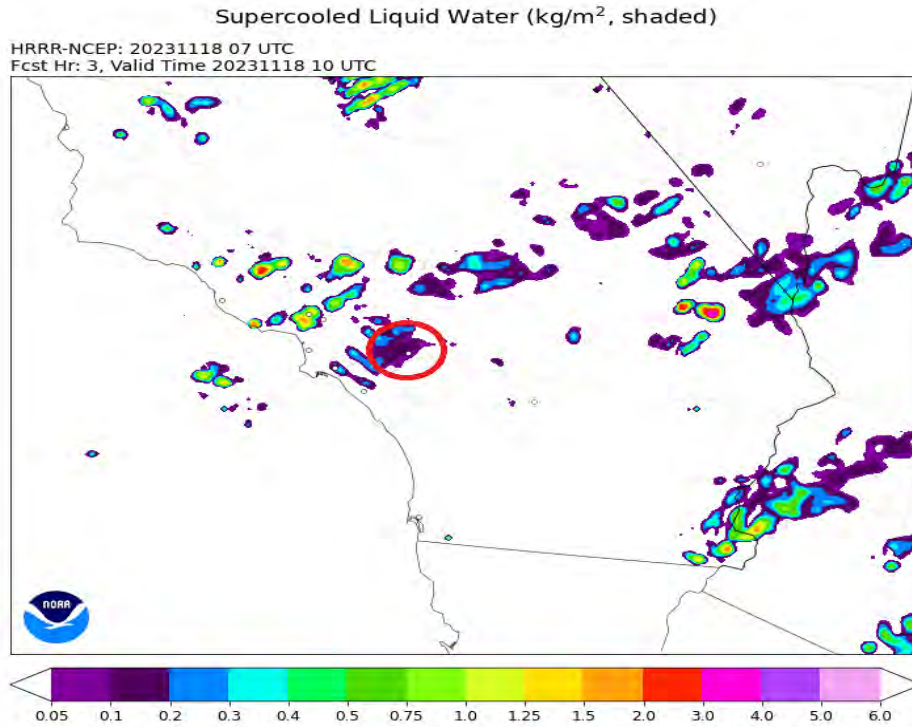 Supercooled Liquid Water (kg/m², shaded)
HRRR-NCEP: 20231118 07 UTC
Fcst Hr: 3, Valid Time 20231118 10 UTC
NOAA
0.05 0.1 0.2 0.3 0.4 0.5 0.75 1.0 1.25 1.5 2.0 3.0 4.0 5.0 6.0